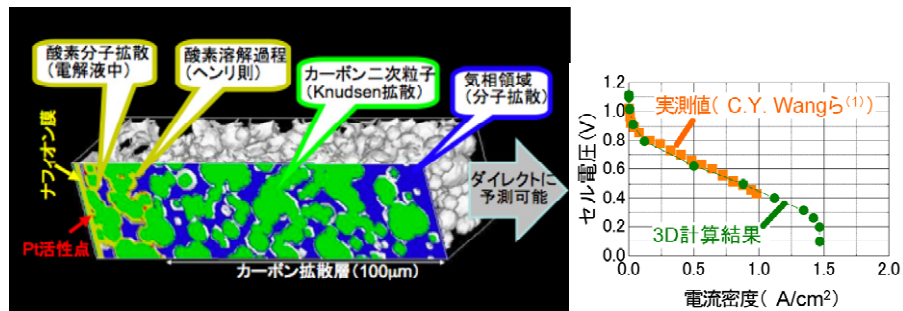 酸素分子拡散
(電解液中)
酸素溶解過程
(ヘンリ則)
カーボン二次粒子
(Knudsen拡散)
気相領域
(分子拡散)
ナフィオン膜
Pt活性点
カーボン拡散層(100μm)
ダイレクトに
予測可能
セル電圧(V)
1.2
1.0
0.8
0.6
0.4
0.2
0.0
実測値( C.Y. Wangら(1))
3D計算結果
0.0 0.5 1.0 1.5 2.0
電流密度( A/cm2)